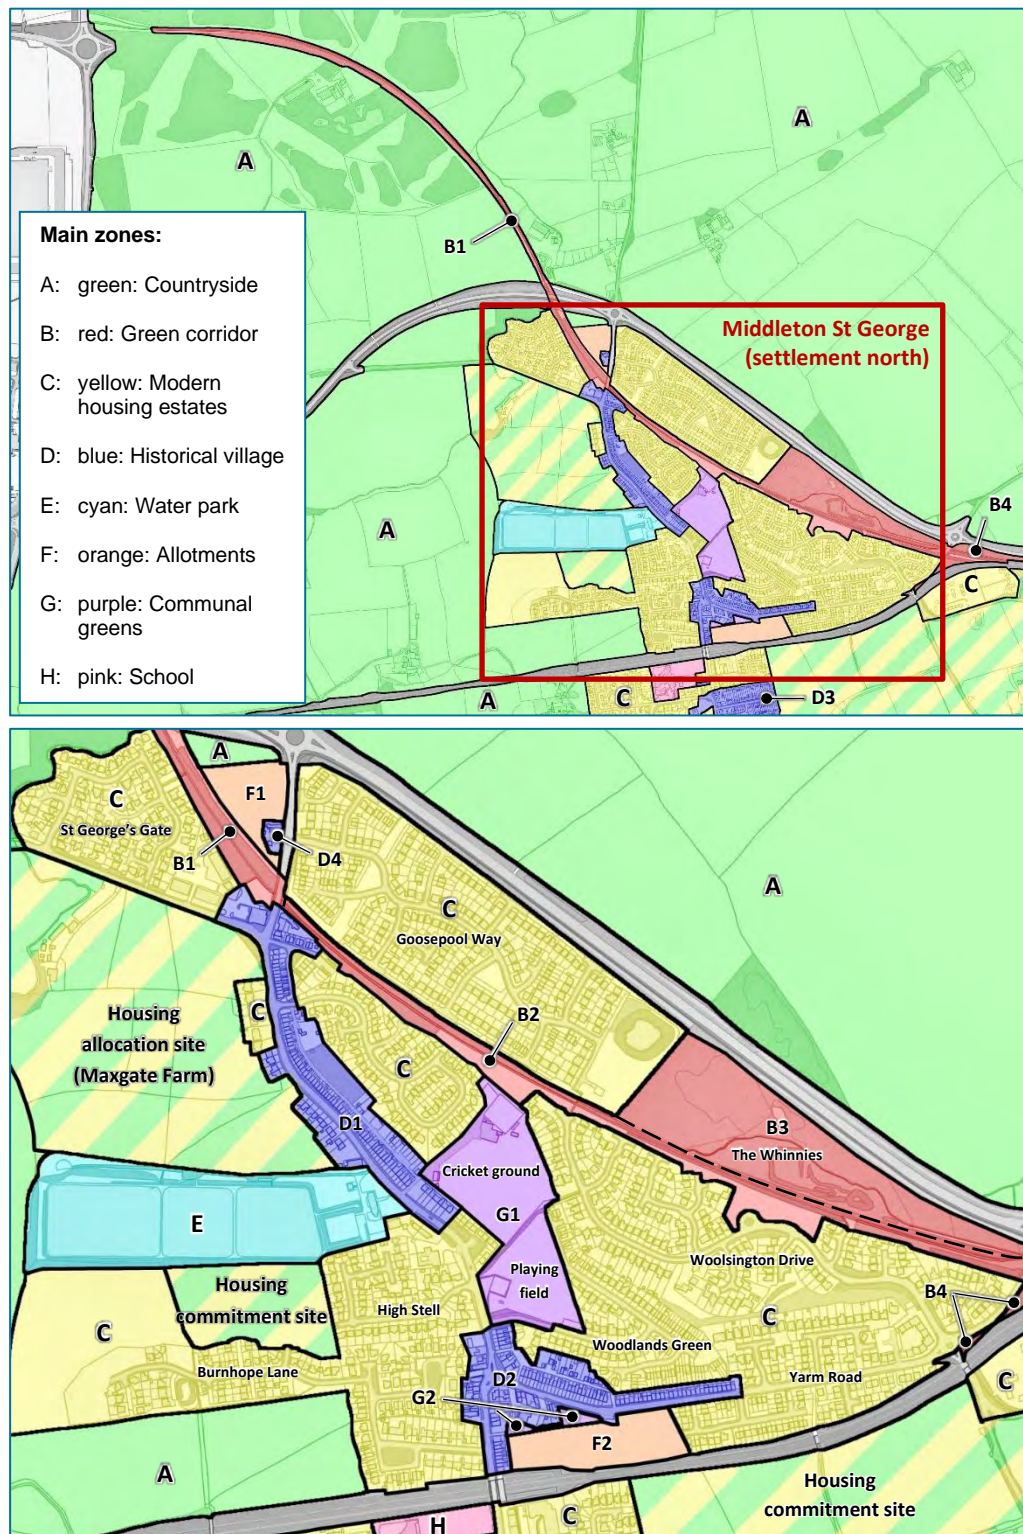 A
A
B1
Main zones:
A: green: Countryside
B: red: Green corridor
C: yellow: Modern
housing estates
D: blue: Historical village
E: cyan: Water park
F: orange: Allotments
G: purple: Communal
greens
H: pink: School
Middleton St George
(settlement north)
A
B4
C
A
C
D3
A
F1
C
St George's Gate
B1
D4
A
C
Goosepool Way
B2
C
Housing
allocation site
(Maxgate Farm)
C
D1
B3
The Whinnies
Cricket ground
G1
E
Woolsington Drive
Playing
field
Housing
commitment site
High Stell
B4
C
C
Woodlands Green
Burnhope Lane
D2
Yarm Road
C
G2
F2
A
Housing
commitment site
C
H